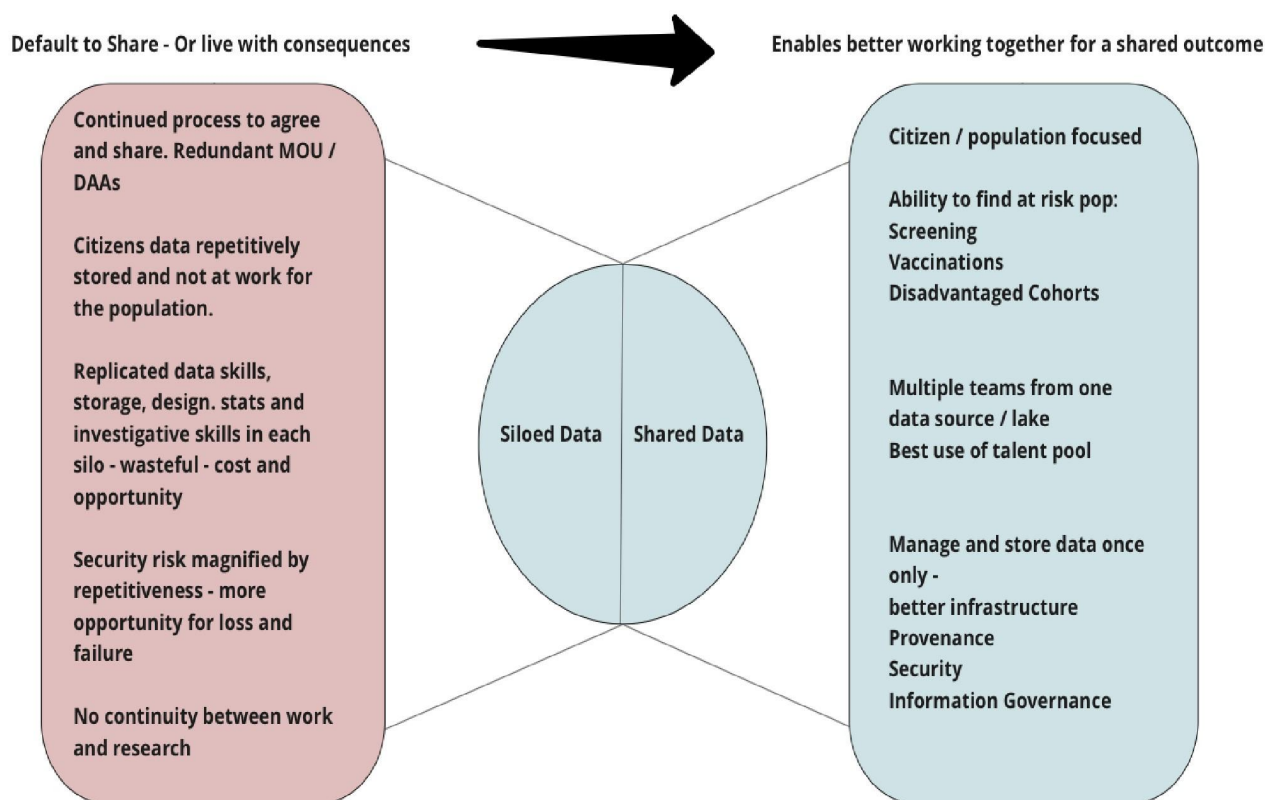 Default to Share - Or live with consequences
Enables better working together for a shared outcome
Continued process to agree
and share. Redundant MOU /
DAAs
Citizens data repetitively
stored and not at work for
the population.
Replicated data skills,
storage, design. stats and
investigative skills in each
silo - wasteful - cost and
opportunity
Security risk magnified by
repetitiveness - more
opportunity for loss and
failure
No continuity between work
and research
Siloed Data
Shared Data
Citizen / population focused
Ability to find at risk pop:
Screening
Vaccinations
Disadvantaged Cohorts
Multiple teams from one
data source / lake
Best use of talent pool
Manage and store data once
only -
better infrastructure
Provenance
Security
Information Governance